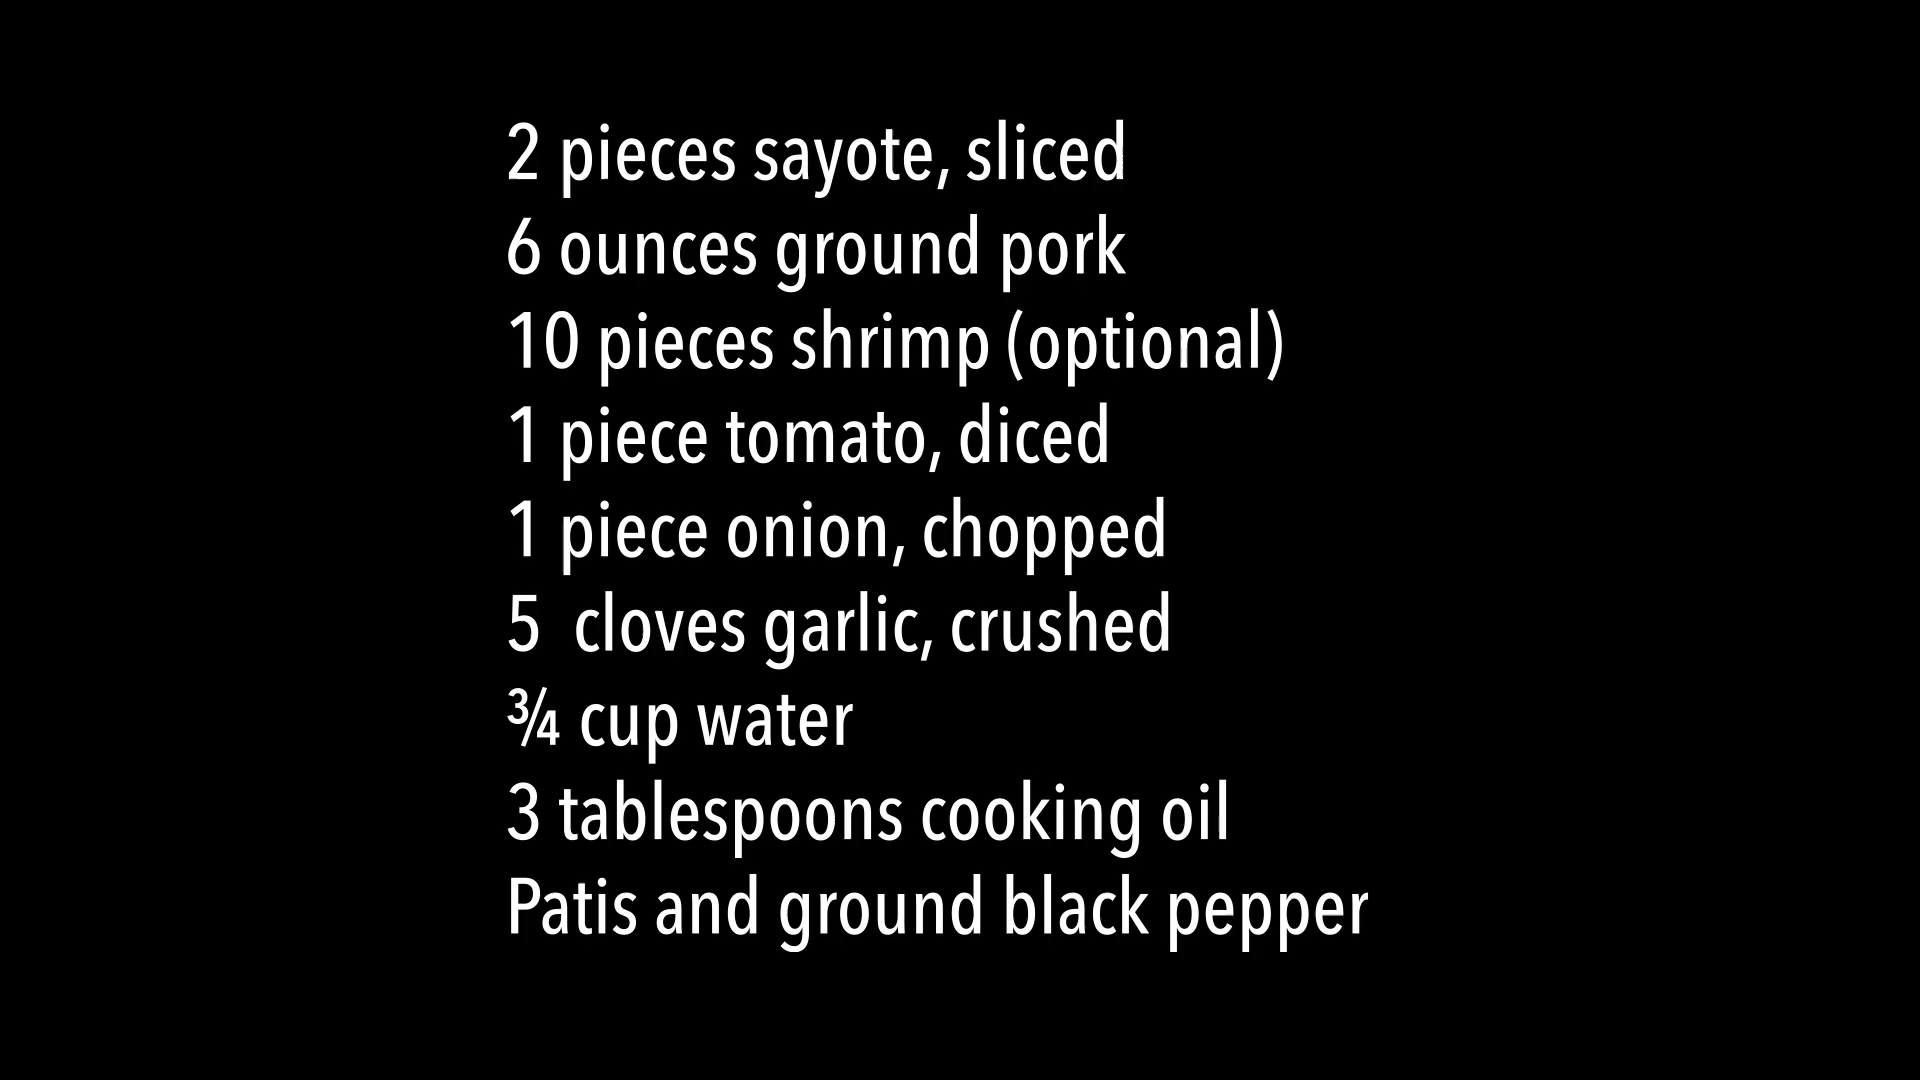 2 pieces sayote, sliced
6 ounces ground pork
10 pieces shrimp (optional)
1 piece tomato, diced
1 piece onion, chopped
5  cloves garlic, crushed
¾ cup water
3 tablespoons cooking oil
Patis and ground black pepper